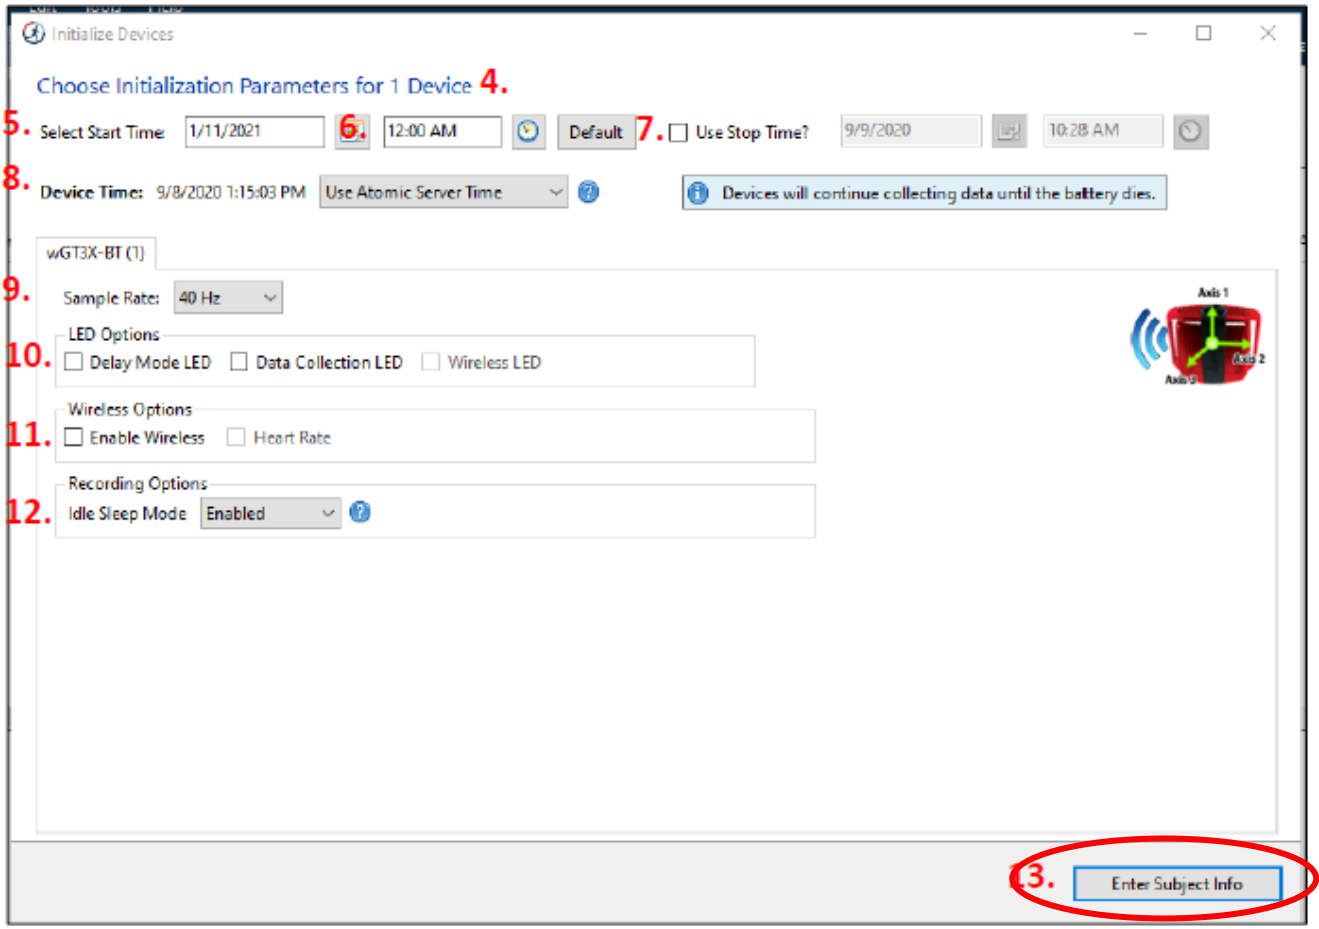 Edit Tools Help
Initialize Devices
Choose Initialization Parameters for 1 Device 4.
5. Select Start Time: 1/11/2021 6. 12:00 AM Default 7. Use Stop Time? 9/9/2020 10:28 AM
8. Device Time: 9/8/2020 1:15:03 PM Use Atomic Server Time Devices will continue collecting data until the battery dies.
wGT3X-BT (1)
9. Sample Rate: 40 Hz
Axis 1
LED Options
10. Delay Mode LED Data Collection LED Wireless LED
Axis 2
Axis 3
Wireless Options
11. Enable Wireless Heart Rate
Recording Options
12. Idle Sleep Mode Enabled
13. Enter Subject Info